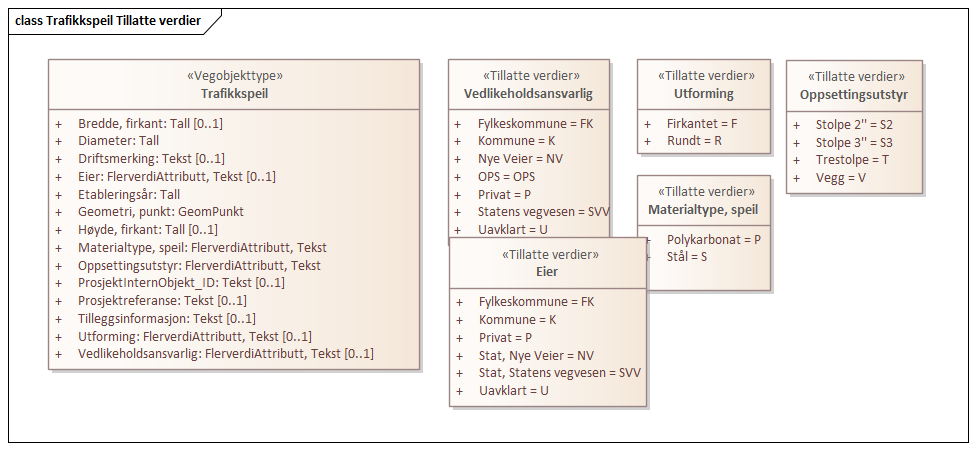 class Trafikkspeil Tillatte verdier
«Vegobjekttype»
Trafikkspeil
+ Bredde, firkant: Tall [0..1]
+ Diameter: Tall
+ Driftsmerking: Tekst [0..1]
+ Eier: FlerverdiAttributt, Tekst [0..1]
+ Etableringsår: Tall
+ Geometri, punkt: GeomPunkt
+ Høyde, firkant: Tall [0..1]
+ Materialtype, speil: FlerverdiAttributt, Tekst
+ Oppsettingsutstyr: FlerverdiAttributt, Tekst
+ ProsjektInternObjekt_ID: Tekst [0..1]
+ Prosjektreferanse: Tekst [0..1]
+ Tilleggsinformasjon: Tekst [0..1]
+ Utforming: FlerverdiAttributt, Tekst [0..1]
+ Vedlikeholdsansvarlig: FlerverdiAttributt, Tekst [0..1]
«Tillatte verdier»
Vedlikeholdsansvarlig
+ Fylkeskommune = FK
+ Kommune = K
+ Nye Veier = NV
+ OPS = OPS
+ Privat = P
+ Statens vegvesen = SVV
+ Uavklart = U
«Tillatte verdier»
Eier
+ Fylkeskommune = FK
+ Kommune = K
+ Privat = P
+ Stat, Nye Veier = NV
+ Stat, Statens vegvesen = SVV
+ Uavklart = U
«Tillatte verdier»
Utforming
+ Firkantet = F
+ Rundt = R
«Tillatte verdier»
Materialtype, speil
+ Polykarbonat = P
+ Stål = S
«Tillatte verdier»
Oppsettingsutstyr
+ Stolpe 2" = S2
+ Stolpe 3" = S3
+ Trestolpe = T
+ Vegg = V